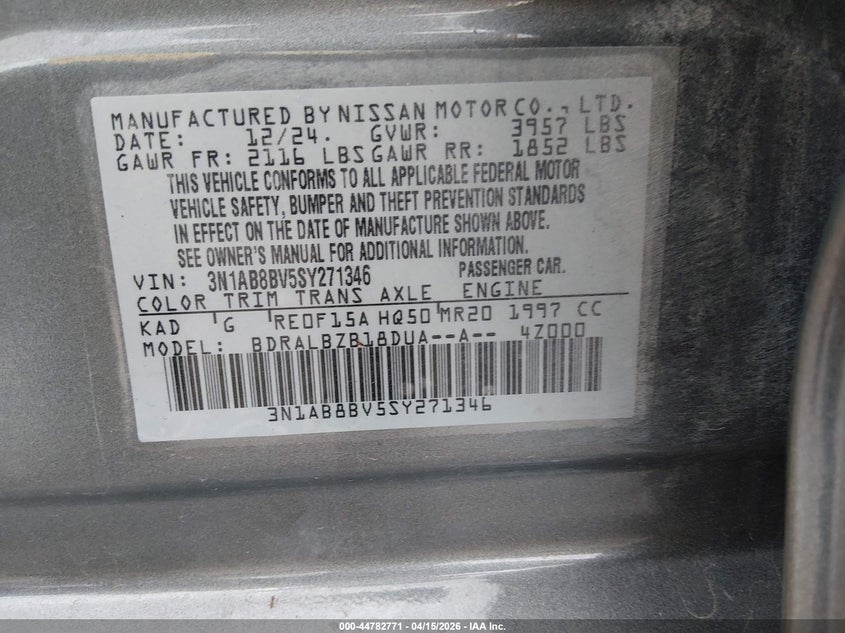 MANUFACTURED BY NISSAN MOTOR CO., LTD.
DATE: 12/24. GVWR: 3957 LBS
GAWR FR: 2116 LBS GAWR RR: 1852 LBS
THIS VEHICLE CONFORMS TO ALL APPLICABLE FEDERAL MOTOR
VEHICLE SAFETY, BUMPER AND THEFT PREVENTION STANDARDS
IN EFFECT ON THE DATE OF MANUFACTURE SHOWN ABOVE.
SEE OWNER'S MANUAL FOR ADDITIONAL INFORMATION.
VIN: 3N1AB8BV5SY271346 PASSENGER CAR.
COLOR TRIM TRANS AXLE ENGINE
KAD G RE0F15A HQ50 MR20 1997 CC
MODEL: BDRALBZB18DUA--A-- 4Z000
3N1AB8BV5SY271346
000-44782771 - 04/15/2026 - IAA Inc.